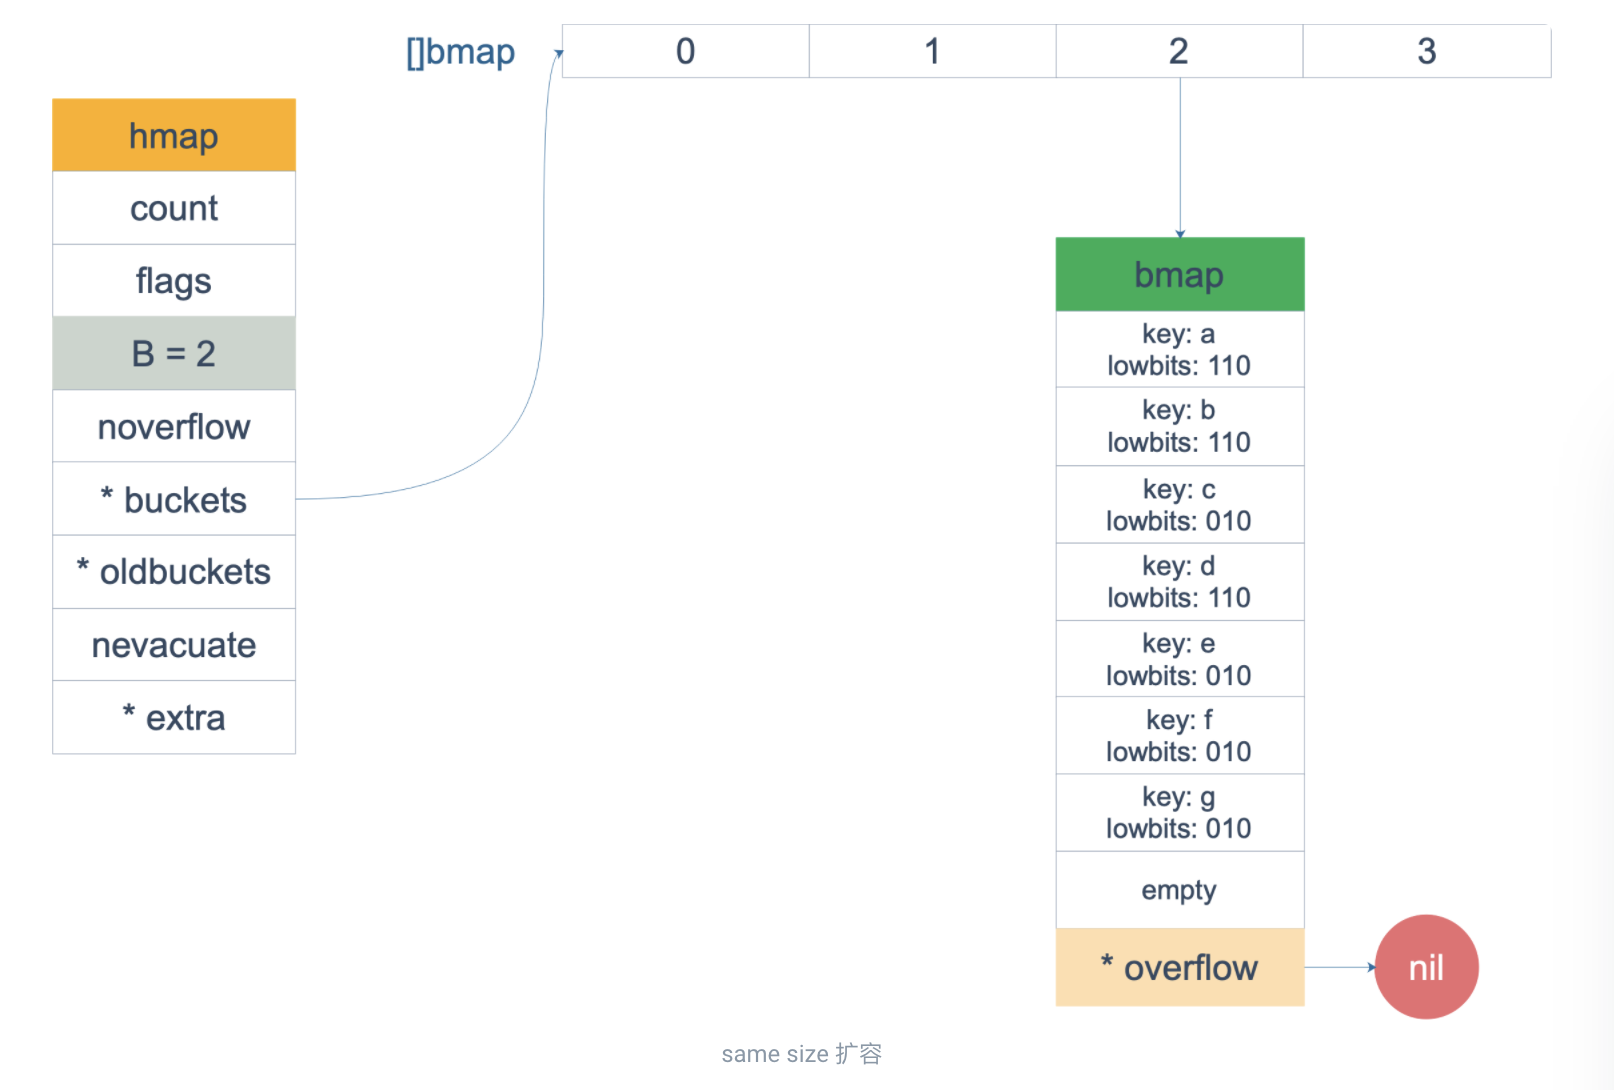 []bmap
0
1
2
3
hmap
count
flags
B = 2
noverflow
* buckets
* oldbuckets
nevacuate
* extra
bmap
key: a
lowbits: 110
key: b
lowbits: 110
key: c
lowbits: 010
key: d
lowbits: 110
key: e
lowbits: 010
key: f
lowbits: 010
key: g
lowbits: 010
empty
* overflow
nil
same size 扩容